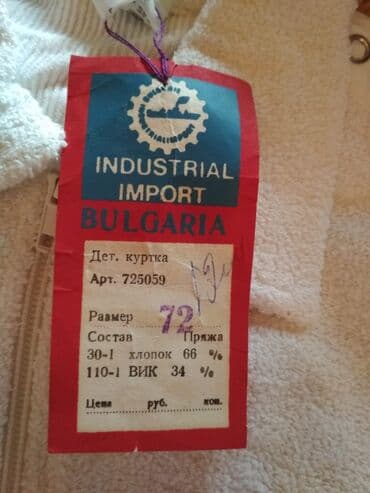 INDUSTRIAL
IMPORT
BULGARIA
Дет. куртка
Арт. 725059
Размер 72
Состав Пряжа
30-1 хлопок 66 %
110-1 ВИК 34 %
Цена руб. коп.